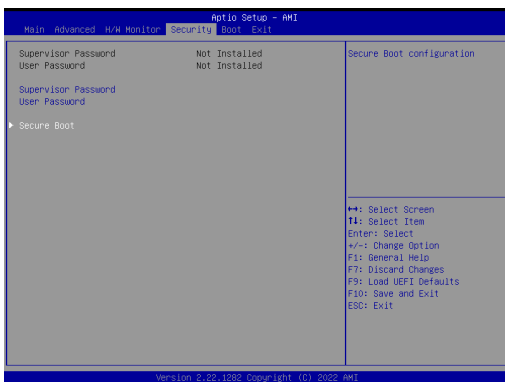 Aptio Setup - AMI
Main Advanced H/W Monitor Security Boot Exit
Supervisor Password Not Installed
User Password Not Installed
Supervisor Password
User Password
Secure Boot
Secure Boot configuration
↔: Select Screen
↑↓: Select Item
Enter: Select
+/-: Change Option
F1: General Help
F7: Discard Changes
F9: Load UEFI Defaults
F10: Save and Exit
ESC: Exit
Version 2.22.1282 Copyright (C) 2022 AMI